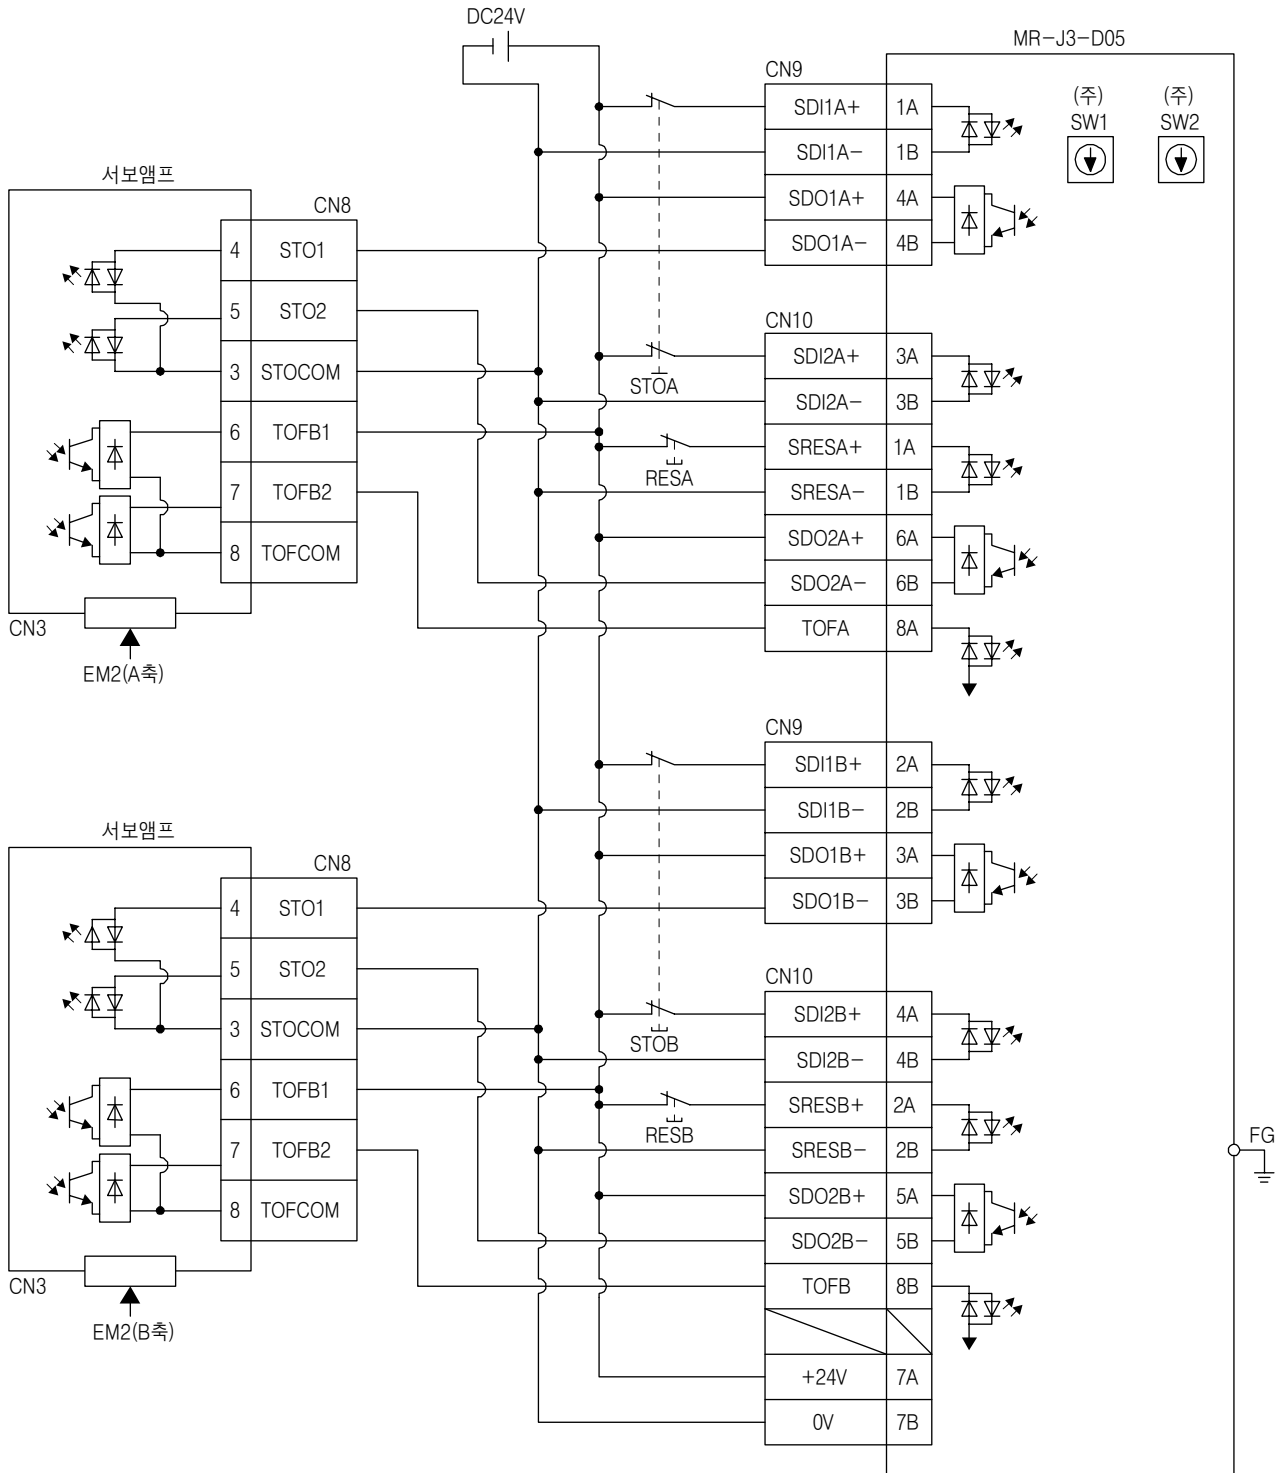 DC24V
MR-J3-D05
(주)
SW1
(주)
SW2
CN9
SDI1A+ 1A
SDI1A- 1B
SDO1A+ 4A
SDO1A- 4B
서보앰프
CN8
4 STO1
5 STO2
3 STOCOM
6 TOFB1
7 TOFB2
8 TOFCOM
CN3
EM2(A축)
CN10
SDI2A+ 3A
STOA
SDI2A- 3B
SRESA+ 1A
RESA
SRESA- 1B
SDO2A+ 6A
SDO2A- 6B
TOFA 8A
CN9
SDI1B+ 2A
SDI1B- 2B
SDO1B+ 3A
SDO1B- 3B
서보앰프
CN8
4 STO1
5 STO2
3 STOCOM
6 TOFB1
7 TOFB2
8 TOFCOM
CN3
EM2(B축)
CN10
SDI2B+ 4A
STOB
SDI2B- 4B
SRESB+ 2A
RESB
SRESB- 2B
SDO2B+ 5A
SDO2B- 5B
TOFB 8B
+24V 7A
0V 7B
FG